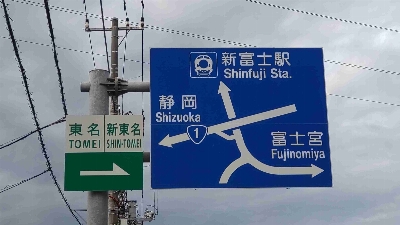 東名
TOMEI
新東名
SHIN-TOMEI
新富士駅
Shinfuji Sta.
静岡
Shizuoka
1
富士宮
Fujinomiya